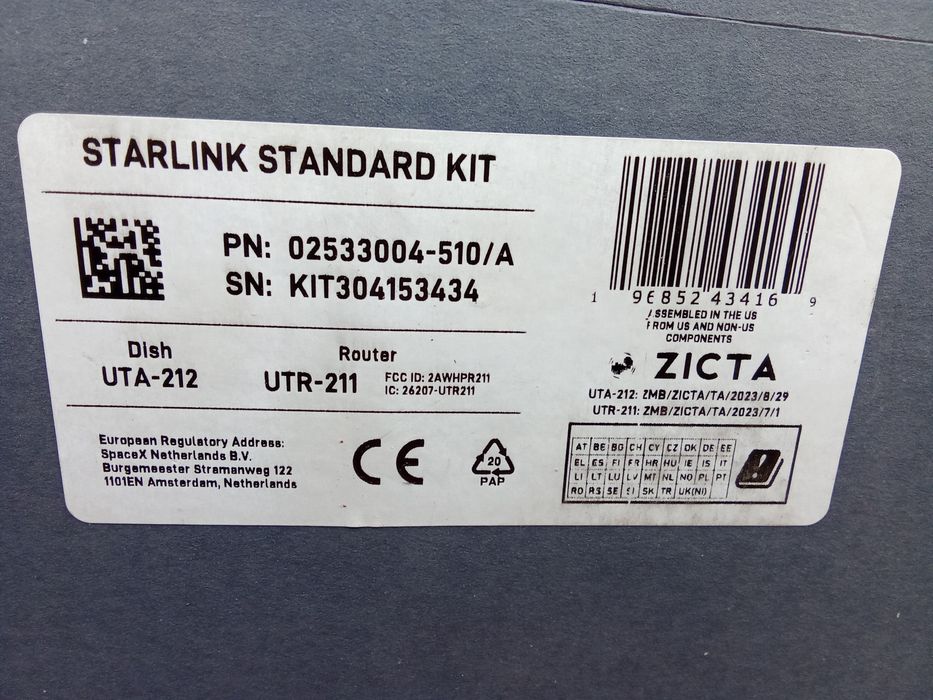 STARLINK STANDARD KIT
PN: 02533004-510/A
SN: KIT304153434
Dish
UTA-212
Router
UTR-211
FCC ID: 2AWHPR211
IC: 26207-UTR211
European Regulatory Address:
SpaceX Netherlands B.V.
Burgemeester Stramanweg 122
1101EN Amsterdam, Netherlands
CE
20
PAP
1 96852 43416 9
ASSEMBLED IN THE US
FROM US AND NON-US
COMPONENTS
ZICTA
UTA-212: ZMB/ZICTA/TA/2023/8/29
UTR-211: ZMB/ZICTA/TA/2023/7/1
AT BE BG CH CY CZ DK DE EE
EL ES FI FR HR HU IE IS IT
LI LT LU LV MT NL NO PL PT
RO RS SE SI SK TR UK(NI)